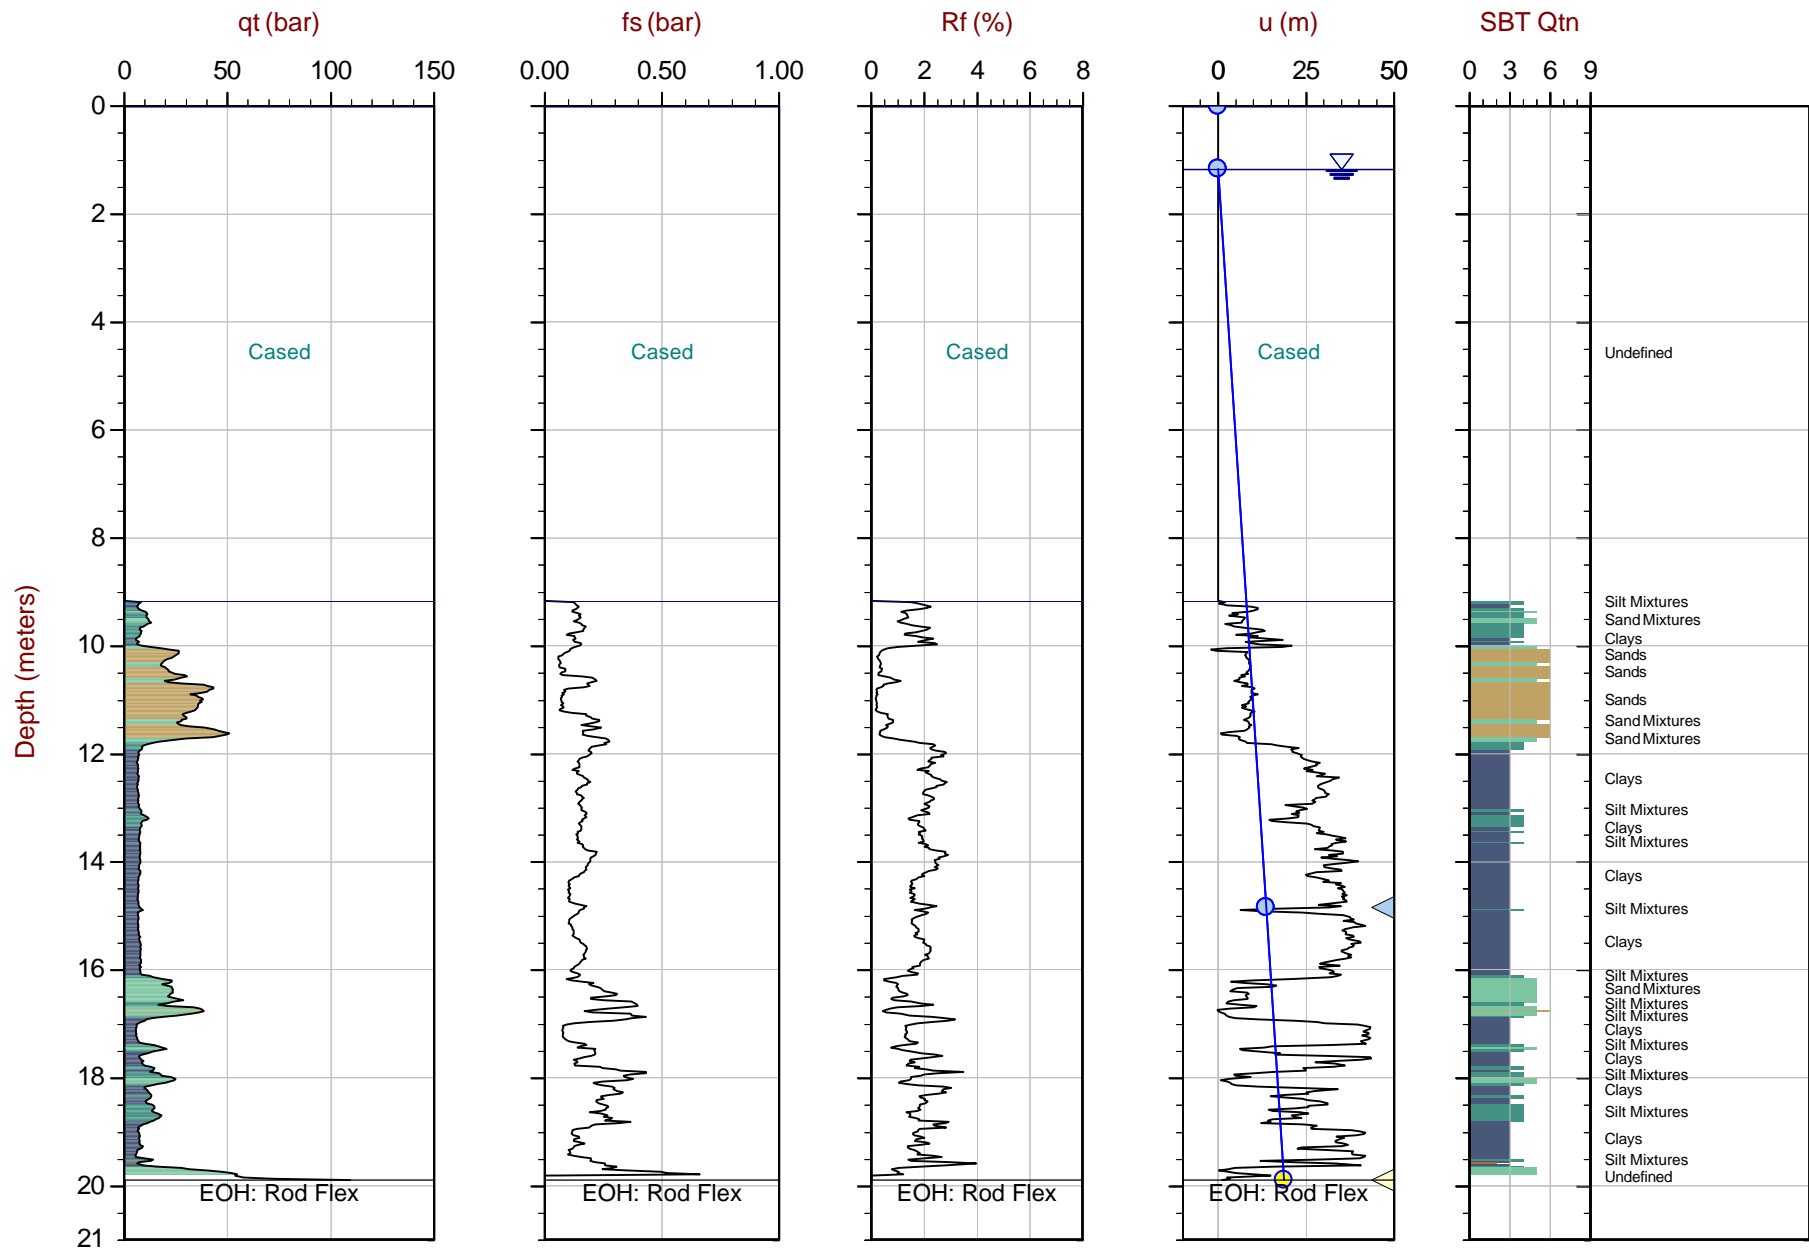 qt (bar) fs (bar) Rf (%) u (m) SBT Qtn
0 50 100 150 0.00 0.50 1.00 0 2 4 6 8 0 25 50 0 3 6 9
Depth (meters)
0
2
4
Cased Cased Cased Cased Undefined
6
8
Silt Mixtures
Sand Mixtures
Clays
10
Sands
Sands
Sands
Sand Mixtures
Sand Mixtures
12
Clays
Silt Mixtures
Clays
Silt Mixtures
14
Clays
Silt Mixtures
Clays
16
Silt Mixtures
Sand Mixtures
Silt Mixtures
Silt Mixtures
Clays
Silt Mixtures
Clays
18
Silt Mixtures
Clays
Silt Mixtures
Clays
Silt Mixtures
Undefined
20
EOH: Rod Flex EOH: Rod Flex EOH: Rod Flex EOH: Rod Flex
21